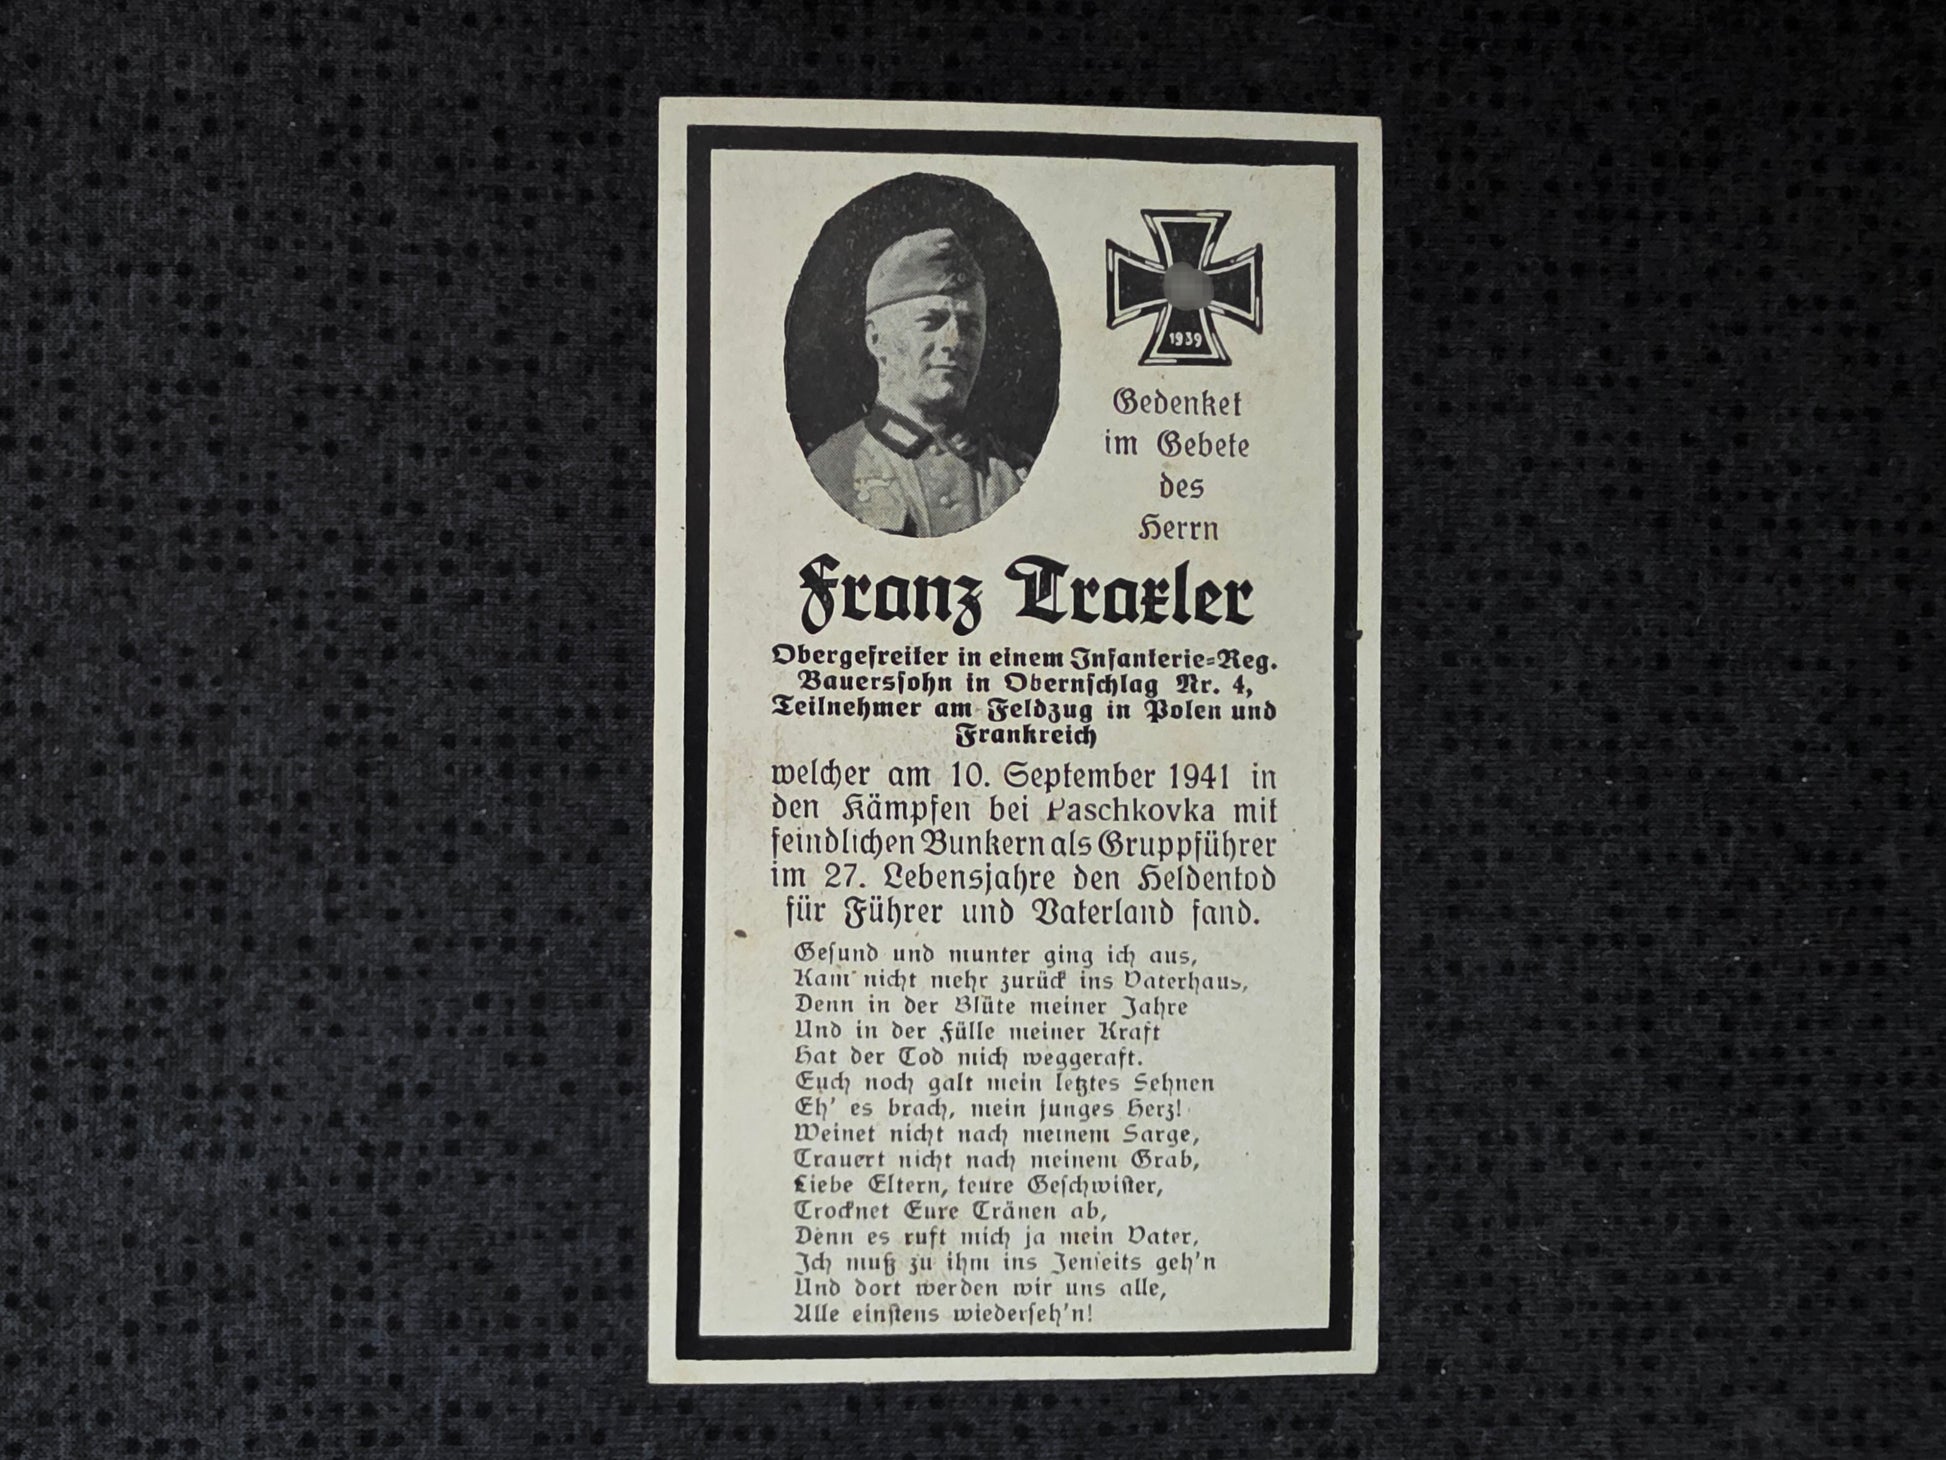 1939
Gedenket
im Gebete
des
Herrn
Franz Traxler
Obergefreiter in einem Infanterie=Reg.
Bauerssohn in Obernschlag Nr. 4,
Teilnehmer am Feldzug in Polen und
Frankreich
welcher am 10. September 1941 in
den Kämpfen bei Paschkovka mit
feindlichen Bunkern als Gruppführer
im 27. Lebensjahre den Heldentod
für Führer und Vaterland fand.
Gesund und munter ging ich aus,
Kam nicht mehr zurück ins Vaterhaus,
Denn in der Blüte meiner Jahre
Und in der Fülle meiner Kraft
Hat der Tod mich weggeraft.
Euch noch galt mein letztes Sehnen
Eh' es brach, mein junges Herz!
Weinet nicht nach meinem Sarge,
Trauert nicht nach meinem Grab,
Liebe Eltern, teure Geschwister,
Trocknet Eure Tränen ab,
Denn es ruft mich ja mein Vater,
Ich muß zu ihm ins Jenseits geh'n
Und dort werden wir uns alle,
Alle einstens wiederseh'n!